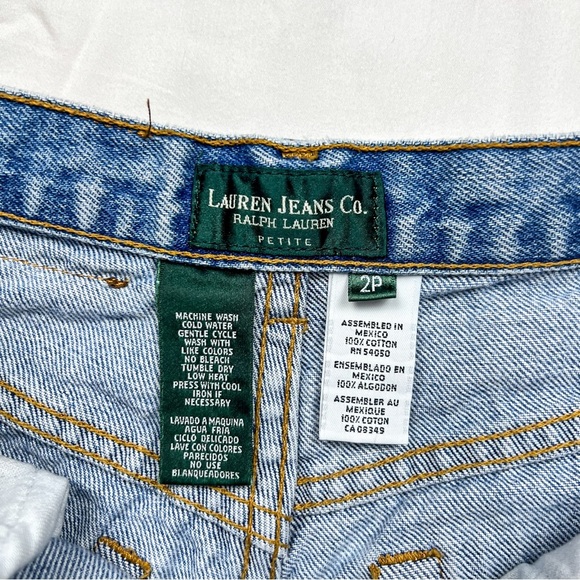 LAUREN JEANS CO.
RALPH LAUREN
PETITE
2P
MACHINE WASH
COLD WATER
GENTLE CYCLE
WASH WITH
LIKE COLORS
NO BLEACH
TUMBLE DRY
LOW HEAT
PRESS WITH COOL
IRON IF
NECESSARY
LAVADO A MAQUINA
AGUA FRIA
CICLO DELICADO
LAVE CON COLORES
PARECIDOS
NO USE
BLANQUEADORES
ASSEMBLED IN
MEXICO
100% COTTON
RN 54050
ENSEMBLADO EN
MEXICO
100% ALGODON
ASSEMBLER AU
MEXIQUE
100% COTON
CA 08349